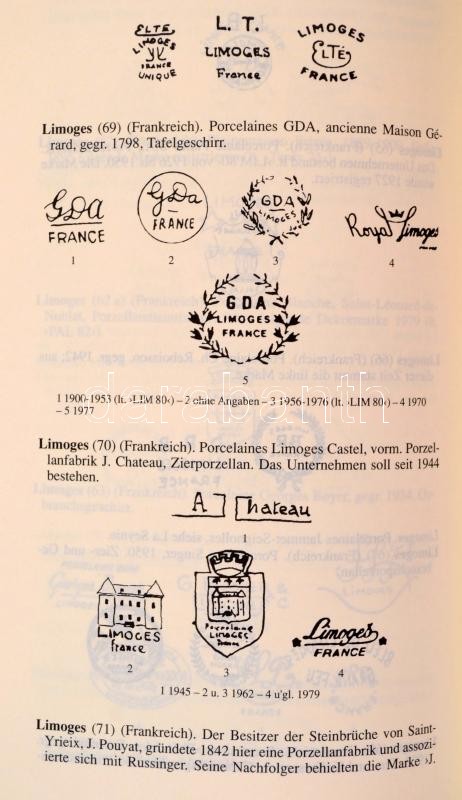 ELTÉ
LIMOGES
FRANCE
UNIQUE
L. T.
LIMOGES
France
LIMOGES
ELTÉ
FRANCE
Limoges (69) (Frankreich). Porcelaines GDA, ancienne Maison Gé-
rard, gegr. 1798, Tafelgeschirr.
GDA
FRANCE
1
GDa
FRANCE
2
GDA
LIMOGES
3
Royal Limoges
4
GDA
LIMOGES
FRANCE
5
1 1900-1953 (lt. ›LIM 80‹) – 2 ohne Angaben – 3 1956-1976 (lt. ›LIM 80‹) – 4 1970
– 5 1977
darabanth
Limoges (70) (Frankreich). Porcelaines Limoges Castel, vorm. Porzel-
lanfabrik J. Chateau, Zierporzellan. Das Unternehmen soll seit 1944
bestehen.
A Chateau
1
LIMOGES
france
2
Porcelaine
LIMOGES
France
3
Limoges
FRANCE
4
1 1945 – 2 u. 3 1962 – 4 u'gl. 1979
Limoges (71) (Frankreich). Der Besitzer der Steinbrüche von Saint-
Yrieix, J. Pouyat, gründete 1842 hier eine Porzellanfabrik und assozi-
ierte sich mit Russinger. Seine Nachfolger behielten die Marke ›J.